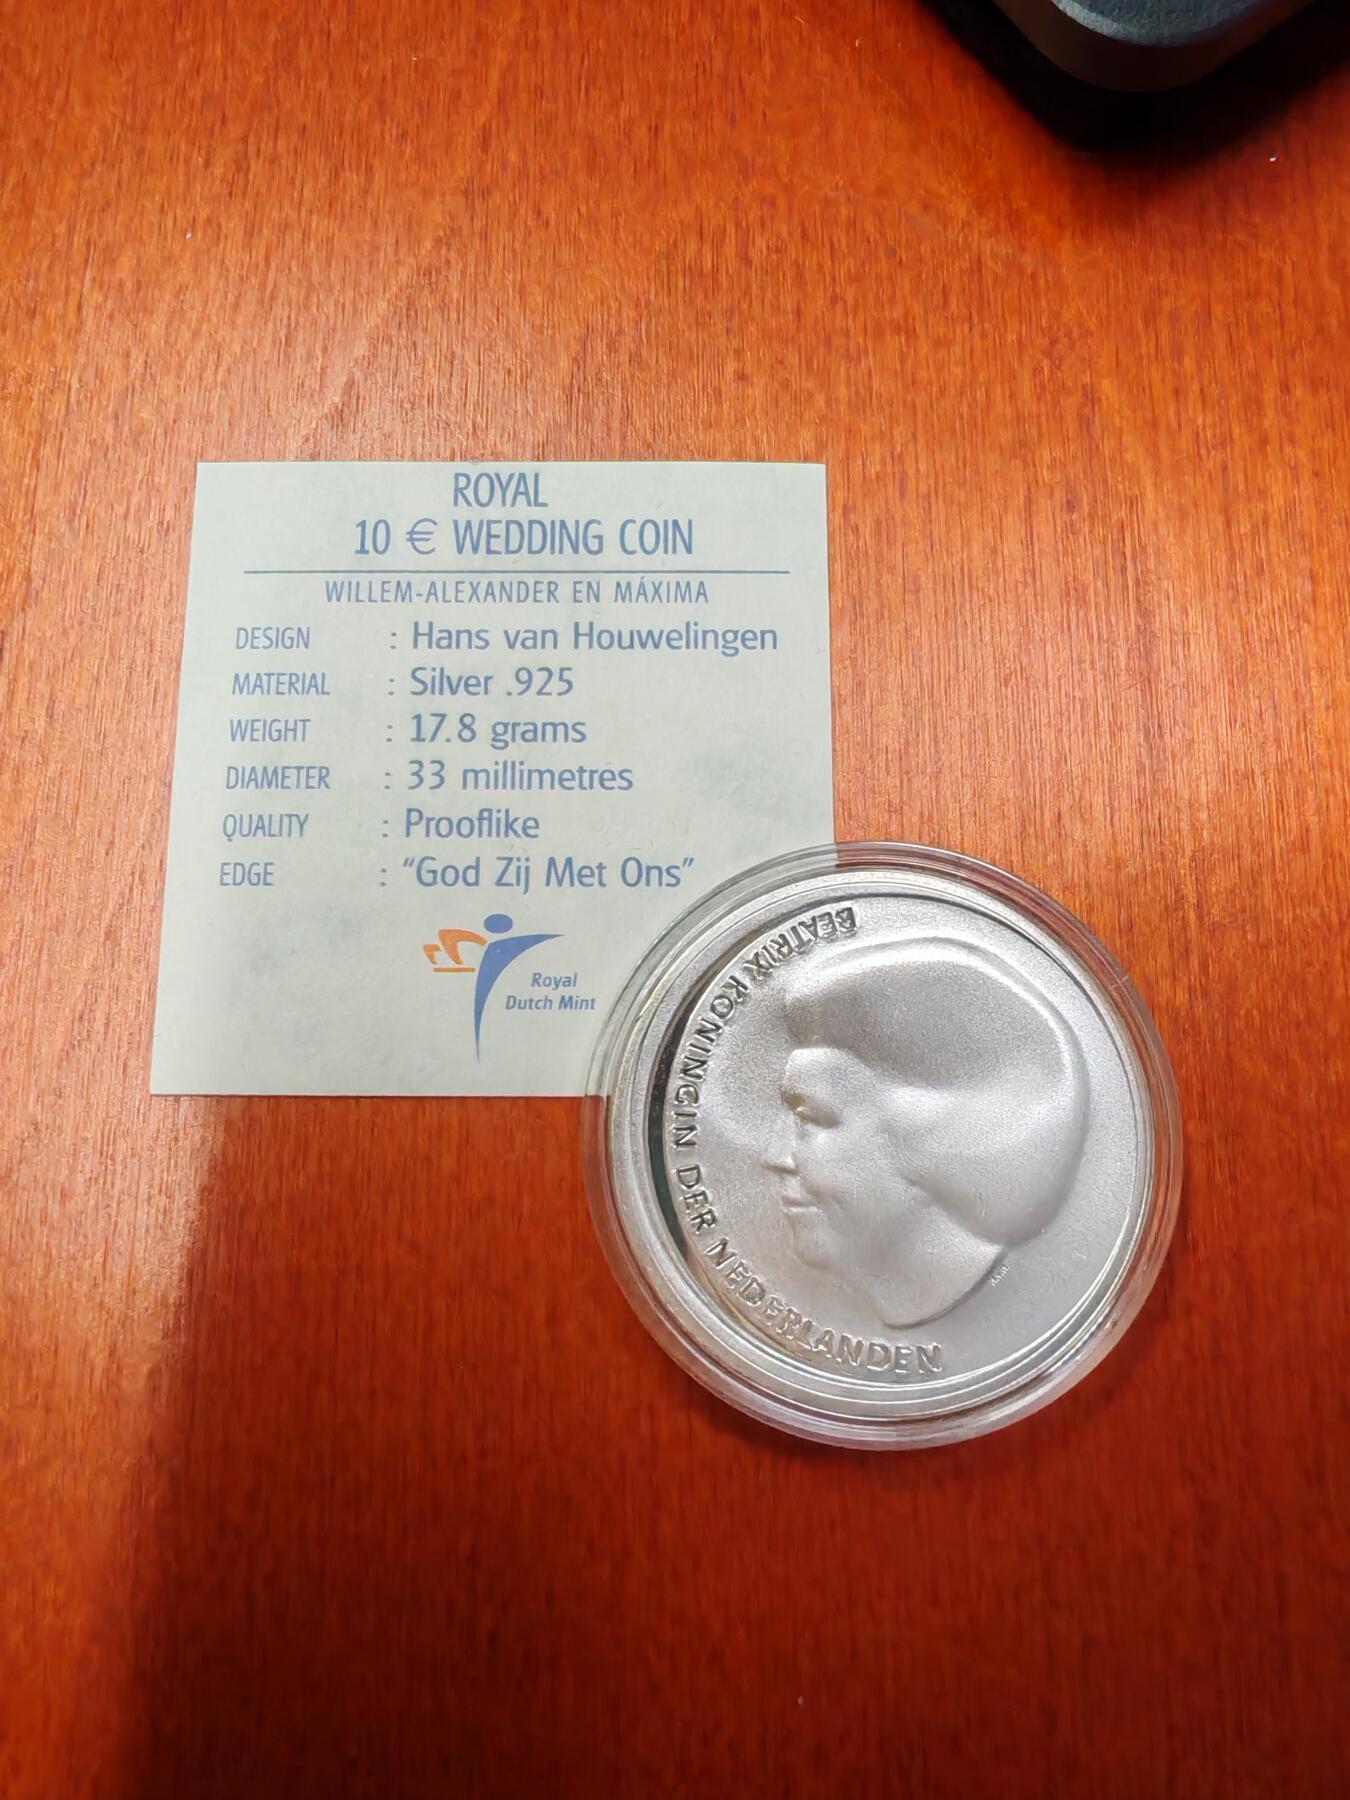 ROYAL
10 € WEDDING COIN
WILLEM-ALEXANDER EN MÁXIMA
DESIGN : Hans van Houwelingen
MATERIAL : Silver .925
WEIGHT : 17.8 grams
DIAMETER : 33 millimetres
QUALITY : Prooflike
EDGE : “God Zij Met Ons”
Royal
Dutch Mint
BEATRIX KONINGIN DER NEDERLANDEN